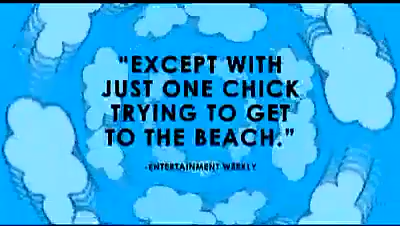 "EXCEPT WITH
JUST ONE CHICK
TRYING TO GET
TO THE BEACH."
-ENTERTAINMENT WEEKLY